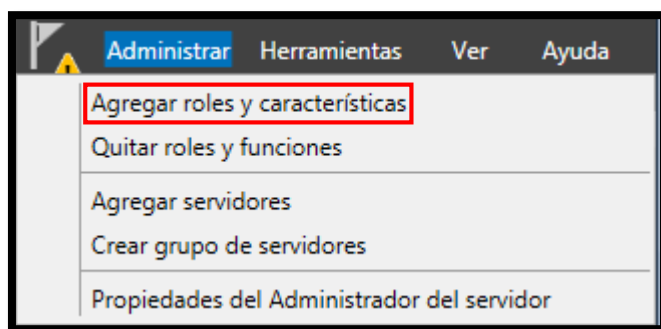 Administrar Herramientas Ver Ayuda
Agregar roles y características
Quitar roles y funciones
Agregar servidores
Crear grupo de servidores
Propiedades del Administrador del servidor